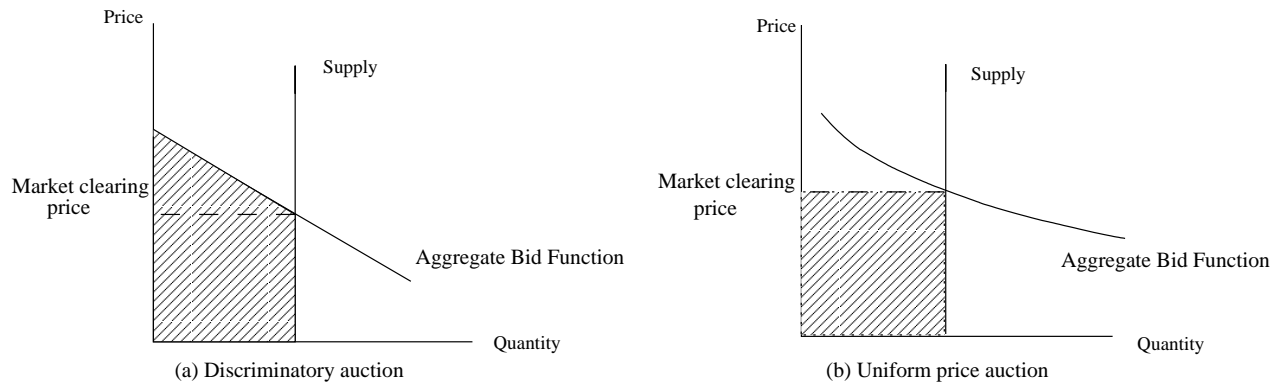 Price
Supply
Market clearing
price
Aggregate Bid Function
Quantity
(a) Discriminatory auction
Price
Supply
Market clearing
price
Aggregate Bid Function
Quantity
(b) Uniform price auction